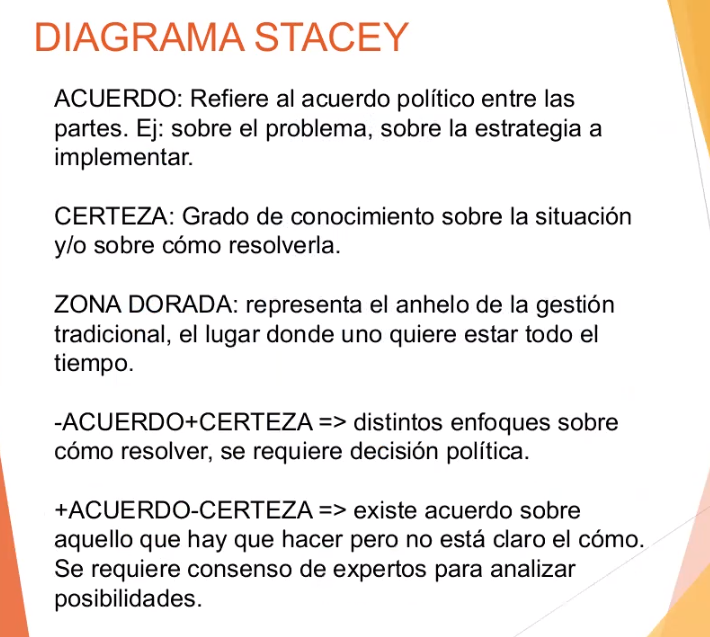 DIAGRAMA STACEY
ACUERDO: Refiere al acuerdo político entre las
partes. Ej: sobre el problema, sobre la estrategia a
implementar.
CERTEZA: Grado de conocimiento sobre la situación
y/o sobre cómo resolverla.
ZONA DORADA: representa el anhelo de la gestión
tradicional, el lugar donde uno quiere estar todo el
tiempo.
-ACUERDO+CERTEZA => distintos enfoques sobre
cómo resolver, se requiere decisión política.
+ACUERDO-CERTEZA => existe acuerdo sobre
aquello que hay que hacer pero no está claro el cómo.
Se requiere consenso de expertos para analizar
posibilidades.